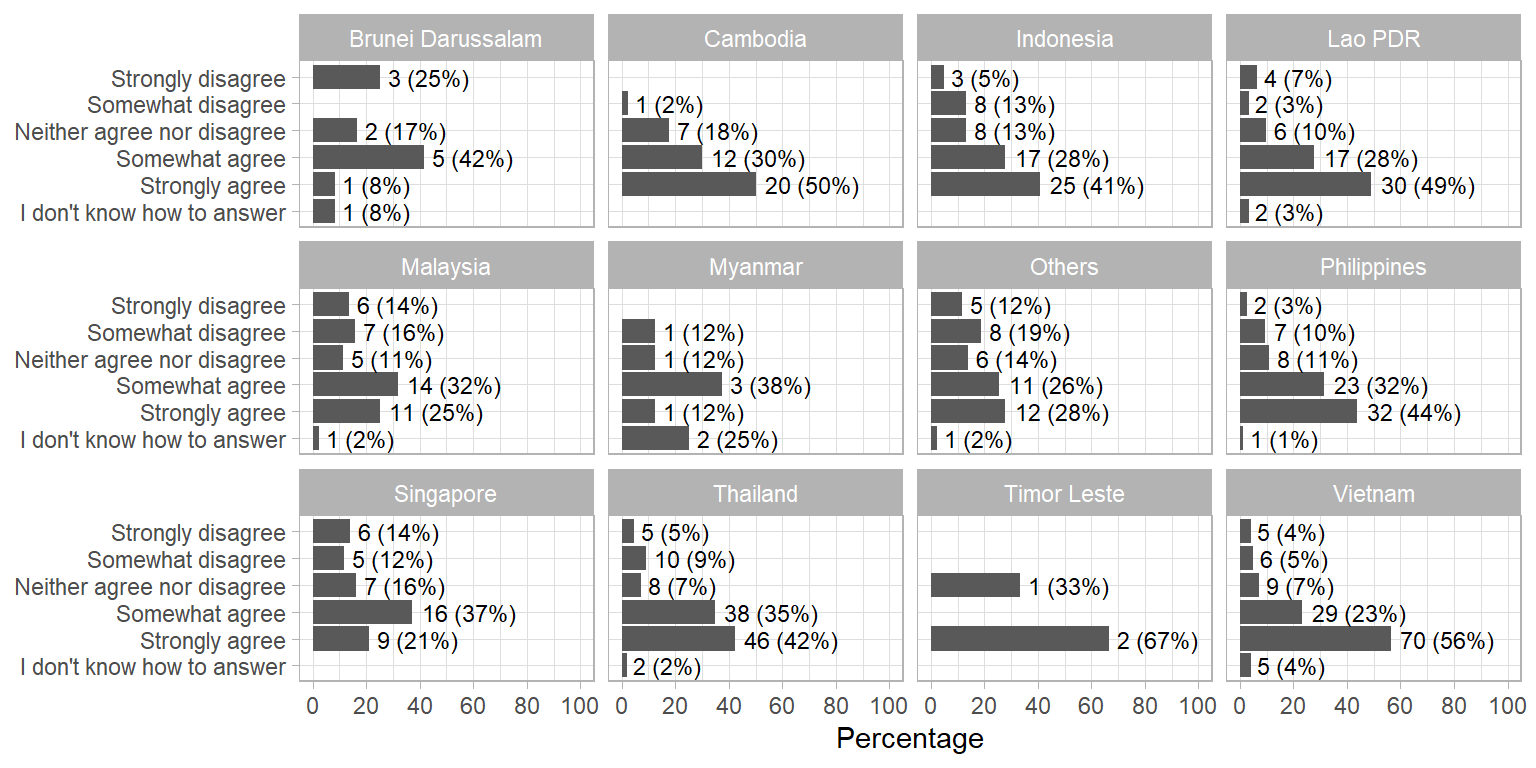 Brunei Darussalam Cambodia Indonesia Lao PDR
Strongly disagree 3 (25%) 3 (5%) 4 (7%)
Somewhat disagree 1 (2%) 8 (13%) 2 (3%)
Neither agree nor disagree 2 (17%) 7 (18%) 8 (13%) 6 (10%)
Somewhat agree 5 (42%) 12 (30%) 17 (28%) 17 (28%)
Strongly agree 1 (8%) 20 (50%) 25 (41%) 30 (49%)
I don't know how to answer 1 (8%) 2 (3%)
Malaysia Myanmar Others Philippines
Strongly disagree 6 (14%) 5 (12%) 2 (3%)
Somewhat disagree 7 (16%) 1 (12%) 8 (19%) 7 (10%)
Neither agree nor disagree 5 (11%) 1 (12%) 6 (14%) 8 (11%)
Somewhat agree 14 (32%) 3 (38%) 11 (26%) 23 (32%)
Strongly agree 11 (25%) 1 (12%) 12 (28%) 32 (44%)
I don't know how to answer 1 (2%) 2 (25%) 1 (2%) 1 (1%)
Singapore Thailand Timor Leste Vietnam
Strongly disagree 6 (14%) 5 (5%) 5 (4%)
Somewhat disagree 5 (12%) 10 (9%) 6 (5%)
Neither agree nor disagree 7 (16%) 8 (7%) 1 (33%) 9 (7%)
Somewhat agree 16 (37%) 38 (35%) 29 (23%)
Strongly agree 9 (21%) 46 (42%) 2 (67%) 70 (56%)
I don't know how to answer 2 (2%) 5 (4%)
0 20 40 60 80 100 0 20 40 60 80 100 0 20 40 60 80 100 0 20 40 60 80 100
Percentage